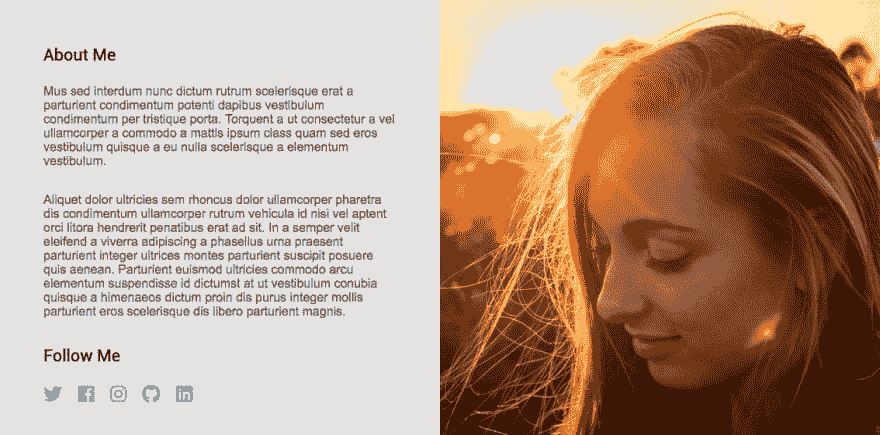 About Me
Mus sed interdum nunc dictum rutrum scelerisque erat a
parturient condimentum potenti dapibus vestibulum
condimentum per tristique porta. Torquent a ut consectetur a vel
ullamcorper a commodo a mattis ipsum class quam sed eros
vestibulum quisque a eu nulla scelerisque a elementum
vestibulum.
Aliquet dolor ultricies sem rhoncus dolor ullamcorper pharetra
dis condimentum ullamcorper rutrum vehicula id nisi vel aptent
orci litora hendrerit penatibus erat ad sit. In a semper velit
eleifend a viverra adipiscing a phasellus urna praesent
parturient integer ultrices montes parturient suscipit posuere
quis aenean. Parturient euismod ultricies commodo arcu
elementum suspendisse id dictumst at ut vestibulum conubia
quisque a himenaeos dictum proin dis purus integer mollis
parturient eros scelerisque dis libero parturient magnis.
Follow Me